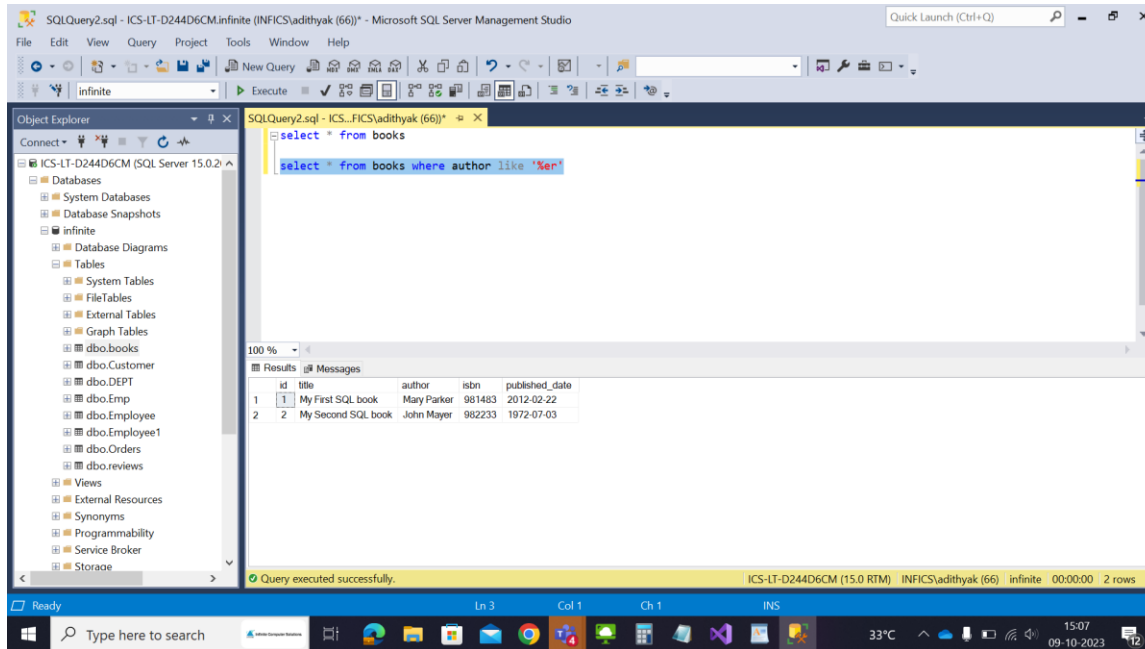 SQLQuery2.sql - ICS-LT-D244D6CM.infinite (INFICS\adithyak (66))* - Microsoft SQL Server Management Studio
Quick Launch (Ctrl+Q)
File Edit View Query Project Tools Window Help
New Query
infinite Execute
Object Explorer
SQLQuery2.sql - ICS...FICS\adithyak (66))*
Connect
ICS-LT-D244D6CM (SQL Server 15.0.2
Databases
System Databases
Database Snapshots
infinite
Database Diagrams
Tables
System Tables
FileTables
External Tables
Graph Tables
dbo.books
dbo.Customer
dbo.DEPT
dbo.Emp
dbo.Employee
dbo.Employee1
dbo.Orders
dbo.reviews
Views
External Resources
Synonyms
Programmability
Service Broker
Storage
select * from books
select * from books where author like '%er'
100 %
Results Messages
id title author isbn published_date
1 1 My First SQL book Mary Parker 981483 2012-02-22
2 2 My Second SQL book John Mayer 982233 1972-07-03
Query executed successfully.
ICS-LT-D244D6CM (15.0 RTM) INFICS\adithyak (66) infinite 00:00:00 2 rows
Ready Ln 3 Col 1 Ch 1 INS
Type here to search
33°C
15:07
09-10-2023
12